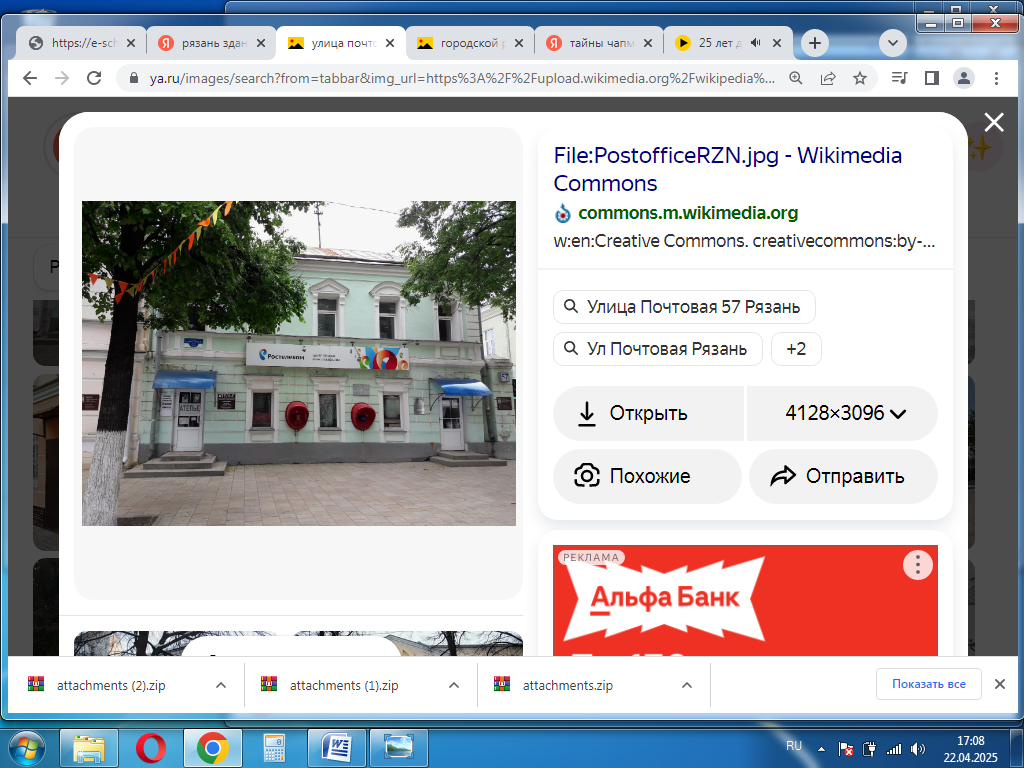 https://e-sch
рязань здан
улица почто
городской р
тайны чапм
25 лет д
ya.ru/images/search?from=tabbar&img_url=https%3A%2F%2Fupload.wikimedia.org%2Fwikipedia%...
File:PostofficeRZN.jpg - Wikimedia
Commons
commons.m.wikimedia.org
w:en:Creative Commons. creativecommons:by-...
Улица Почтовая 57 Рязань
Ул Почтовая Рязань
+2
Открыть
4128×3096
Похожие
Отправить
Ростелеком
АТЕЛЬЕ
РЕКЛАМА
Альфа Банк
attachments (2).zip
attachments (1).zip
attachments.zip
Показать все
RU
17:08
22.04.2025